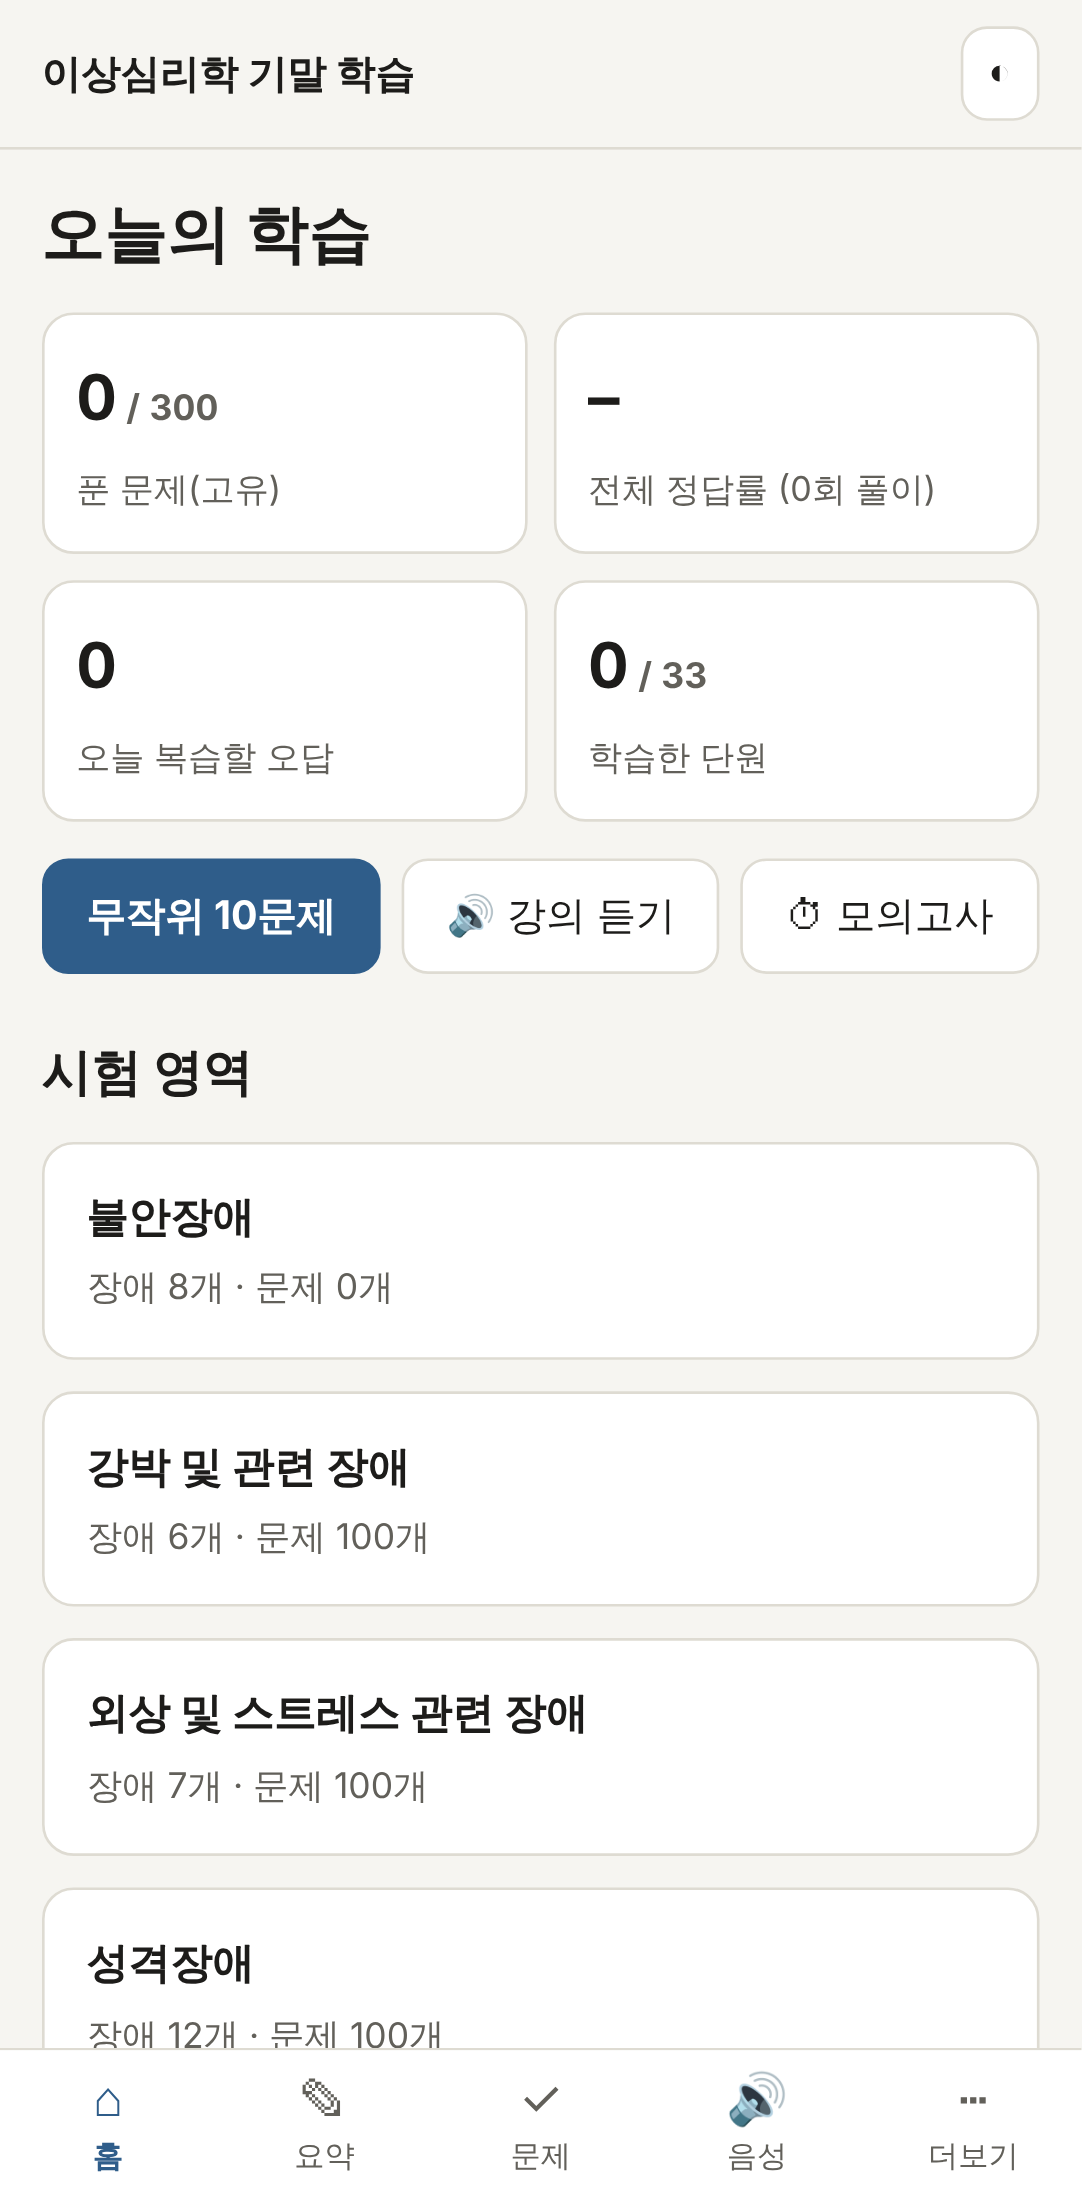 이상심리학 기말 학습
오늘의 학습
0 / 300
푼 문제(고유)
–
전체 정답률 (0회 풀이)
0
오늘 복습할 오답
0 / 33
학습한 단원
무작위 10문제
🔊 강의 듣기
⏱ 모의고사
시험 영역
불안장애
장애 8개 · 문제 0개
강박 및 관련 장애
장애 6개 · 문제 100개
외상 및 스트레스 관련 장애
장애 7개 · 문제 100개
성격장애
장애 12개 · 문제 100개
홈
요약
문제
음성
더보기